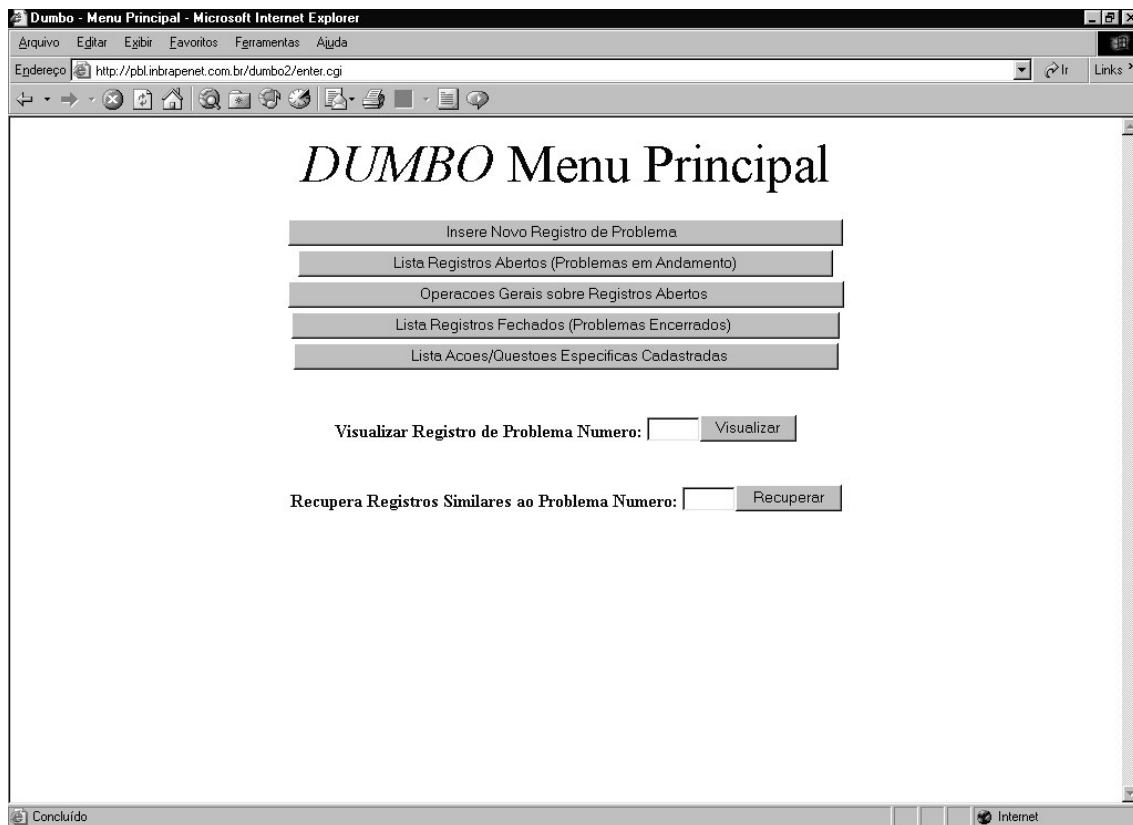 Dumbo - Menu Principal - Microsoft Internet Explorer
Arquivo Editar Exibir Favoritos Ferramentas Ajuda
Endereço http://pbl.inbrapenet.com.br/dumbo2/enter.cgi Ir Links
DUMBO Menu Principal
Insere Novo Registro de Problema
Lista Registros Abertos (Problemas em Andamento)
Operacoes Gerais sobre Registros Abertos
Lista Registros Fechados (Problemas Encerrados)
Lista Acoes/Questoes Especificas Cadastradas
Visualizar Registro de Problema Numero: Visualizar
Recupera Registros Similares ao Problema Numero: Recuperar
Concluído Internet